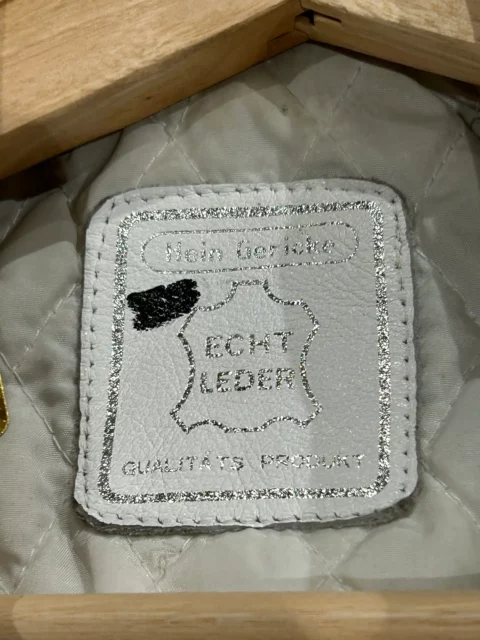 Hein Gericke
ECHT
LEDER
QUALITÄTS PRODUKT